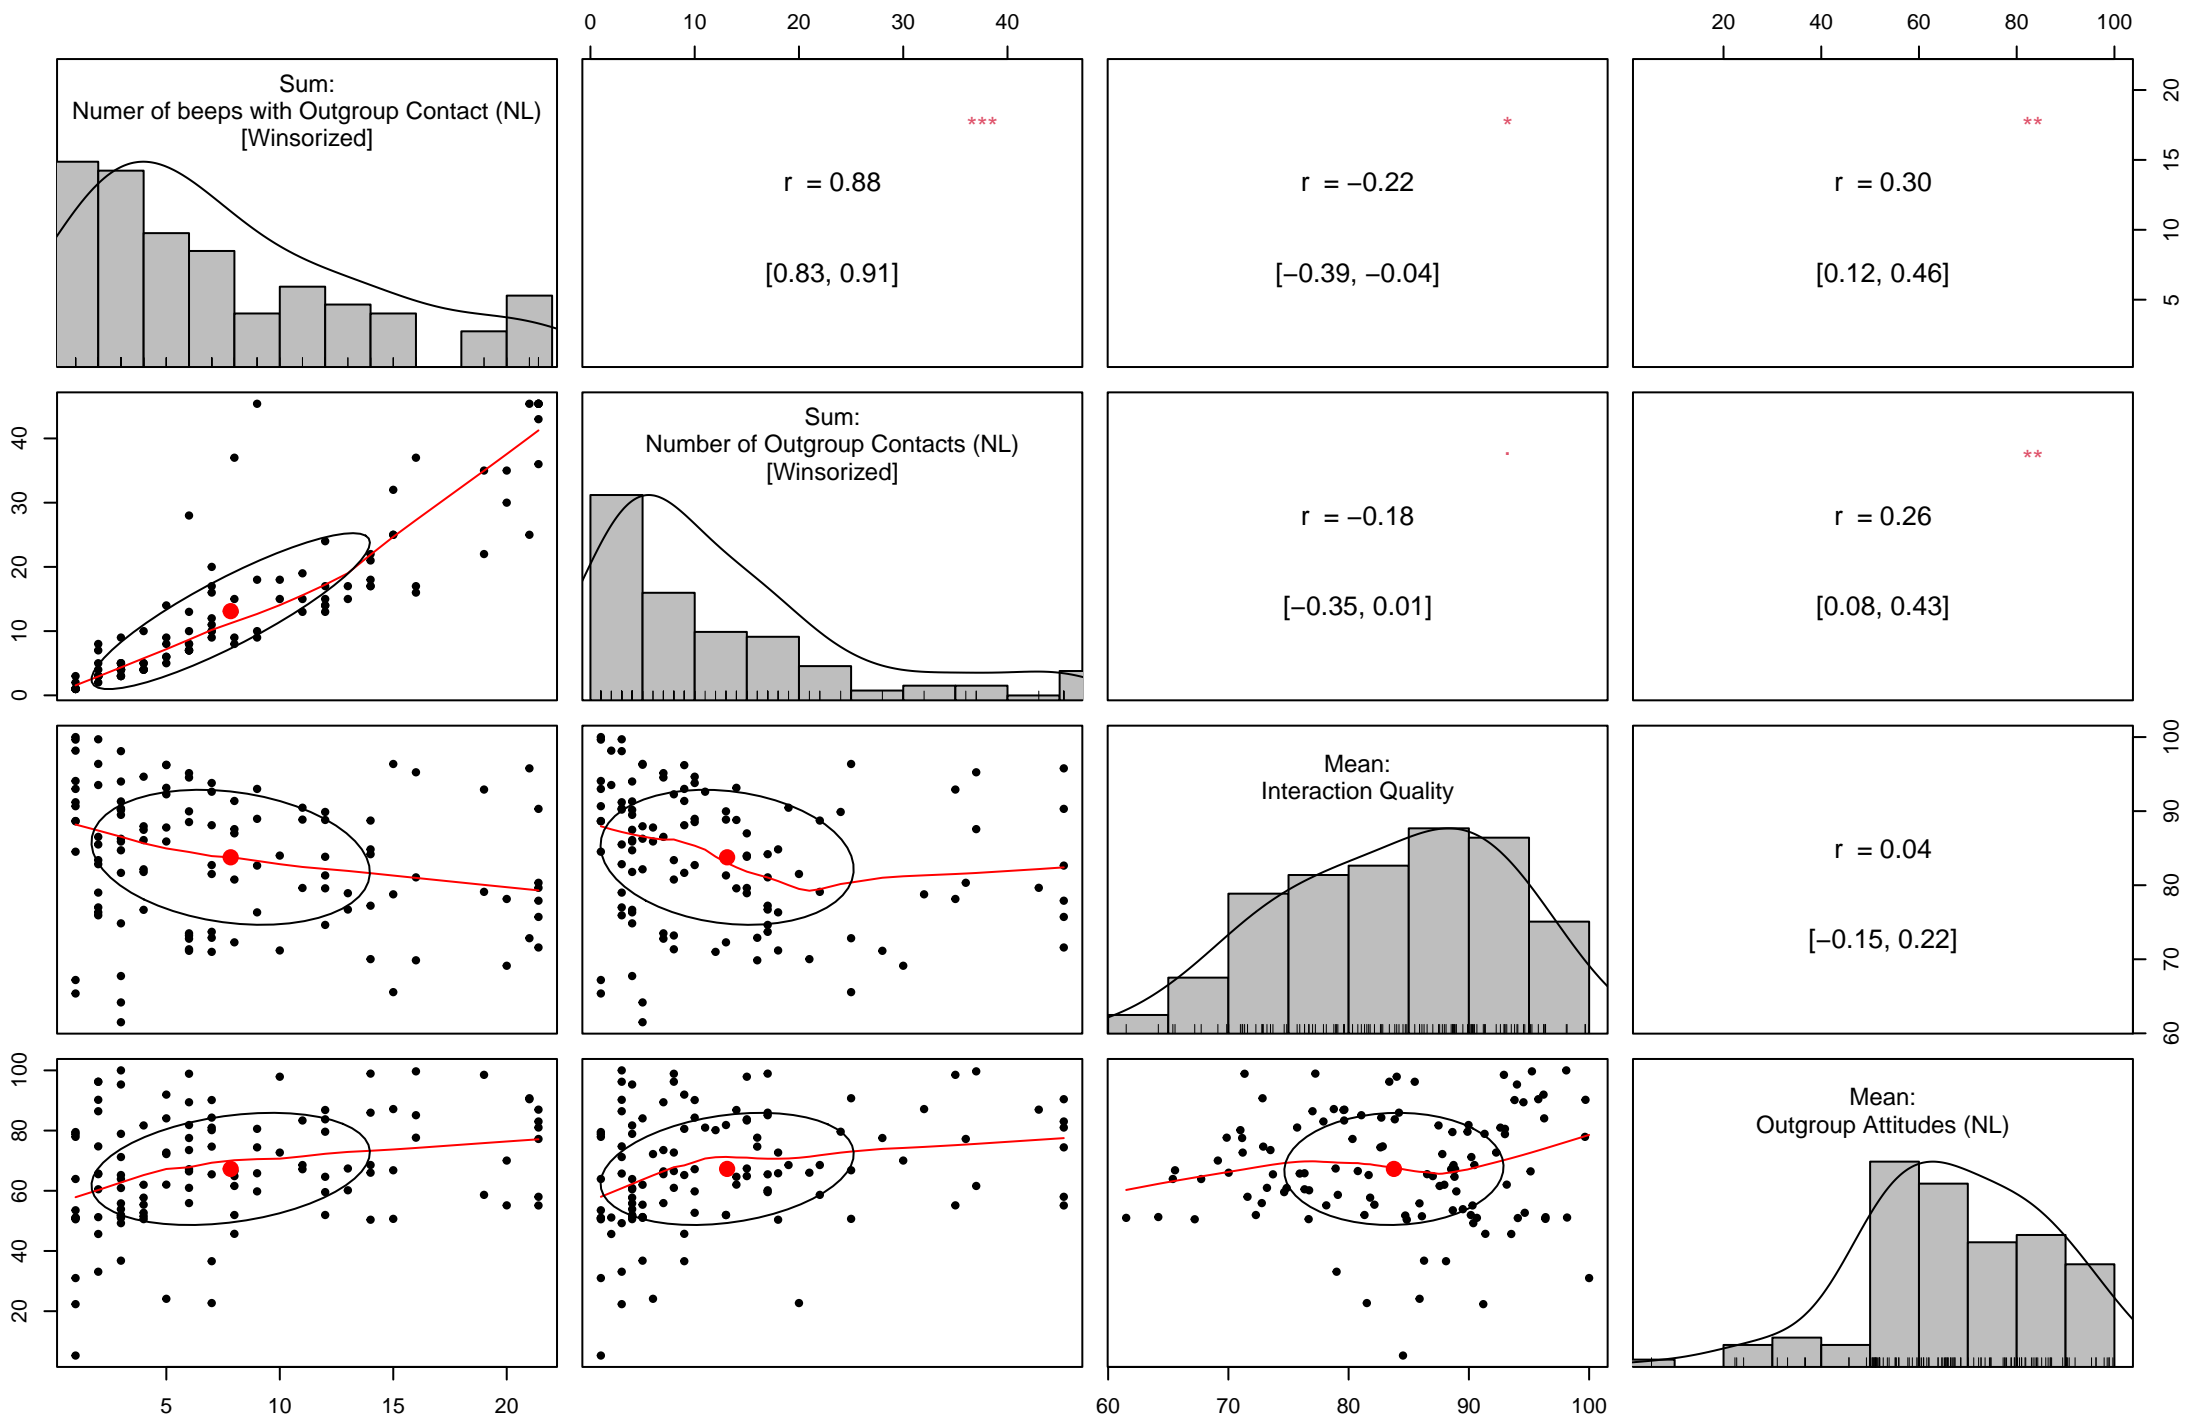 0 10 20 30 40
20 40 60 80 100
Sum:
Numer of beeps with Outgroup Contact (NL)
[Winsorized]
***
r = 0.88
[0.83, 0.91]
*
r = −0.22
[−0.39, −0.04]
**
r = 0.30
[0.12, 0.46]
5 10 15 20
0 10 20 30 40
Sum:
Number of Outgroup Contacts (NL)
[Winsorized]
.
r = −0.18
[−0.35, 0.01]
**
r = 0.26
[0.08, 0.43]
Mean:
Interaction Quality
r = 0.04
[−0.15, 0.22]
60 70 80 90 100
20 40 60 80 100
Mean:
Outgroup Attitudes (NL)
5 10 15 20
60 70 80 90 100